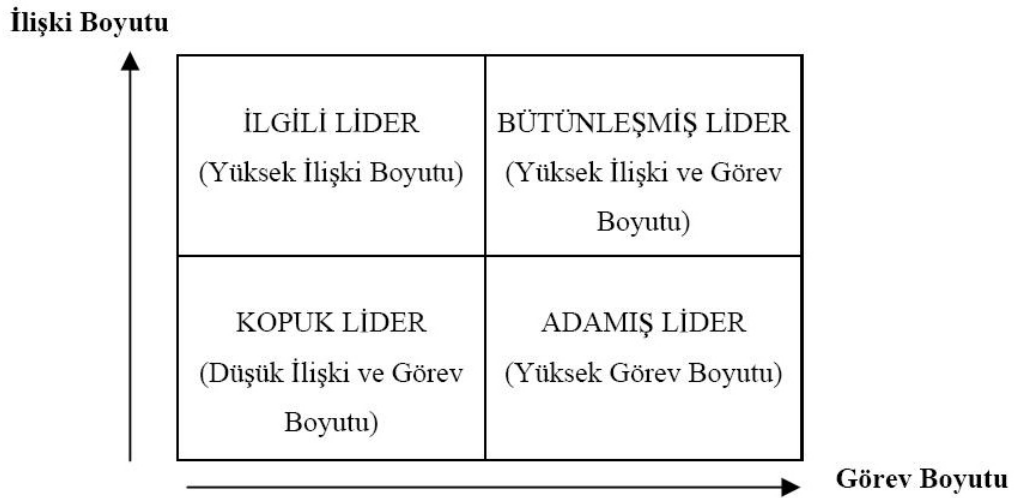 İlişki Boyutu
İLGİLİ LİDER
(Yüksek İlişki Boyutu)
BÜTÜNLEŞMİŞ LİDER
(Yüksek İlişki ve Görev
Boyutu)
KOPUK LİDER
(Düşük İlişki ve Görev
Boyutu)
ADAMIŞ LİDER
(Yüksek Görev Boyutu)
Görev Boyutu